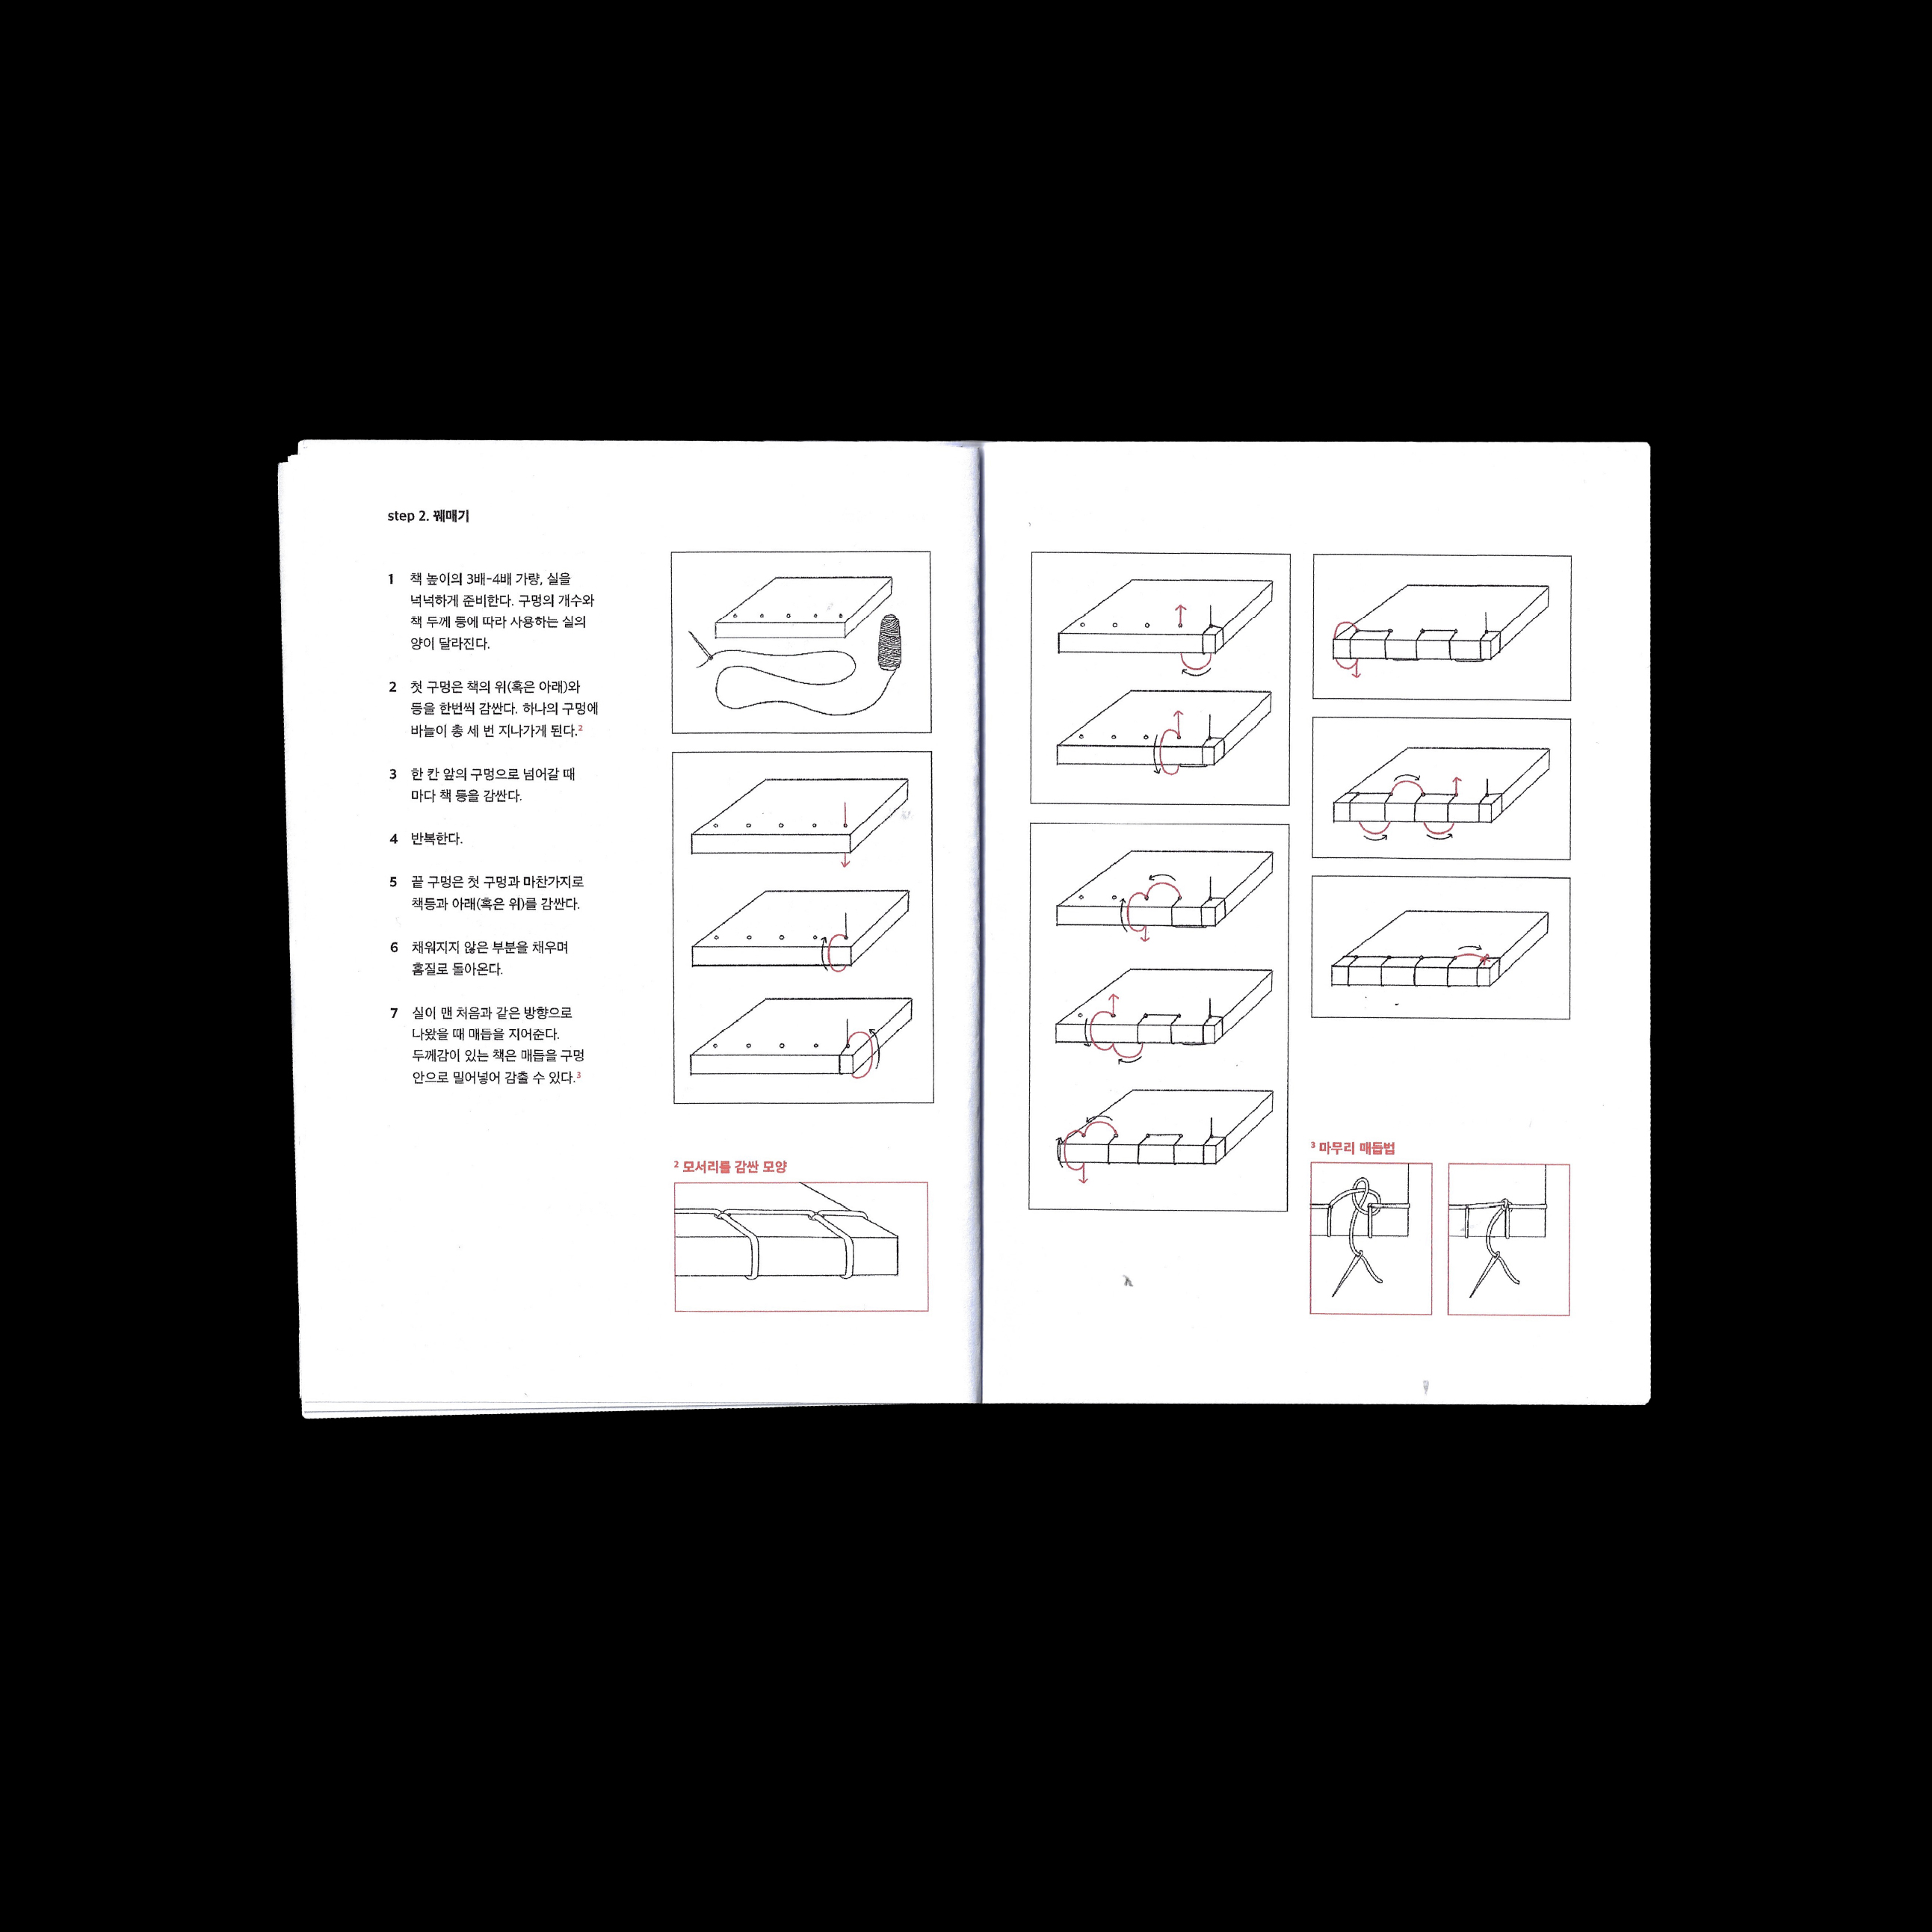 step 2. 꿰매기
1 책 높이의 3배-4배 가량, 실을
넉넉하게 준비한다. 구멍의 개수와
책 두께 등에 따라 사용하는 실의
양이 달라진다.
2 첫 구멍은 책의 위(혹은 아래)와
등을 한번씩 감싼다. 하나의 구멍에
바늘이 총 세 번 지나가게 된다.²
3 한 칸 앞의 구멍으로 넘어갈 때
마다 책 등을 감싼다.
4 반복한다.
5 끝 구멍은 첫 구멍과 마찬가지로
책등과 아래(혹은 위)를 감싼다.
6 채워지지 않은 부분을 채우며
홈질로 돌아온다.
7 실이 맨 처음과 같은 방향으로
나왔을 때 매듭을 지어준다.
두께감이 있는 책은 매듭을 구멍
안으로 밀어넣어 감출 수 있다.³
² 모서리를 감싼 모양
³ 마무리 매듭법